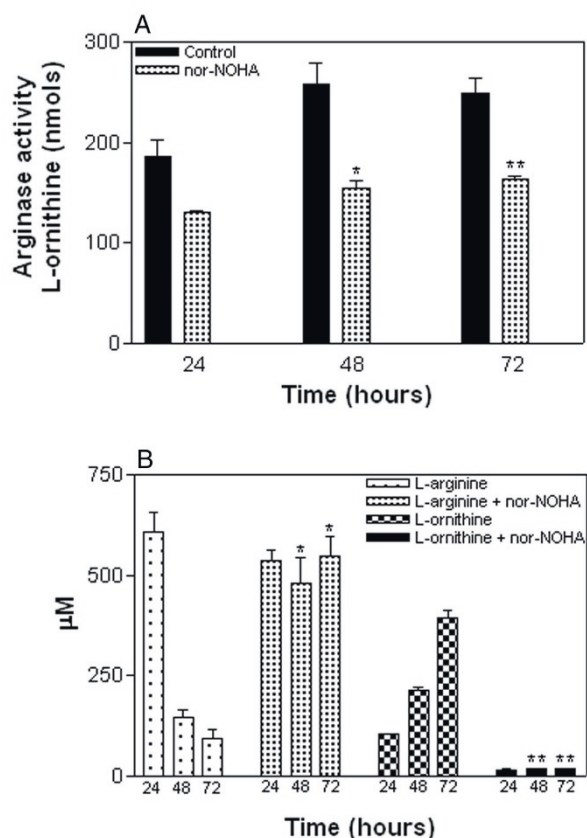 A
Control
nor-NOHA
Arginase activity
L-ornithine (nmols)
300
200
100
0
*
**
24 48 72
Time (hours)
B
L-arginine
L-arginine + nor-NOHA
L-ornithine
L-ornithine + nor-NOHA
µM
750
500
250
0
* *
** **
24 48 72 24 48 72 24 48 72 24 48 72
Time (hours)